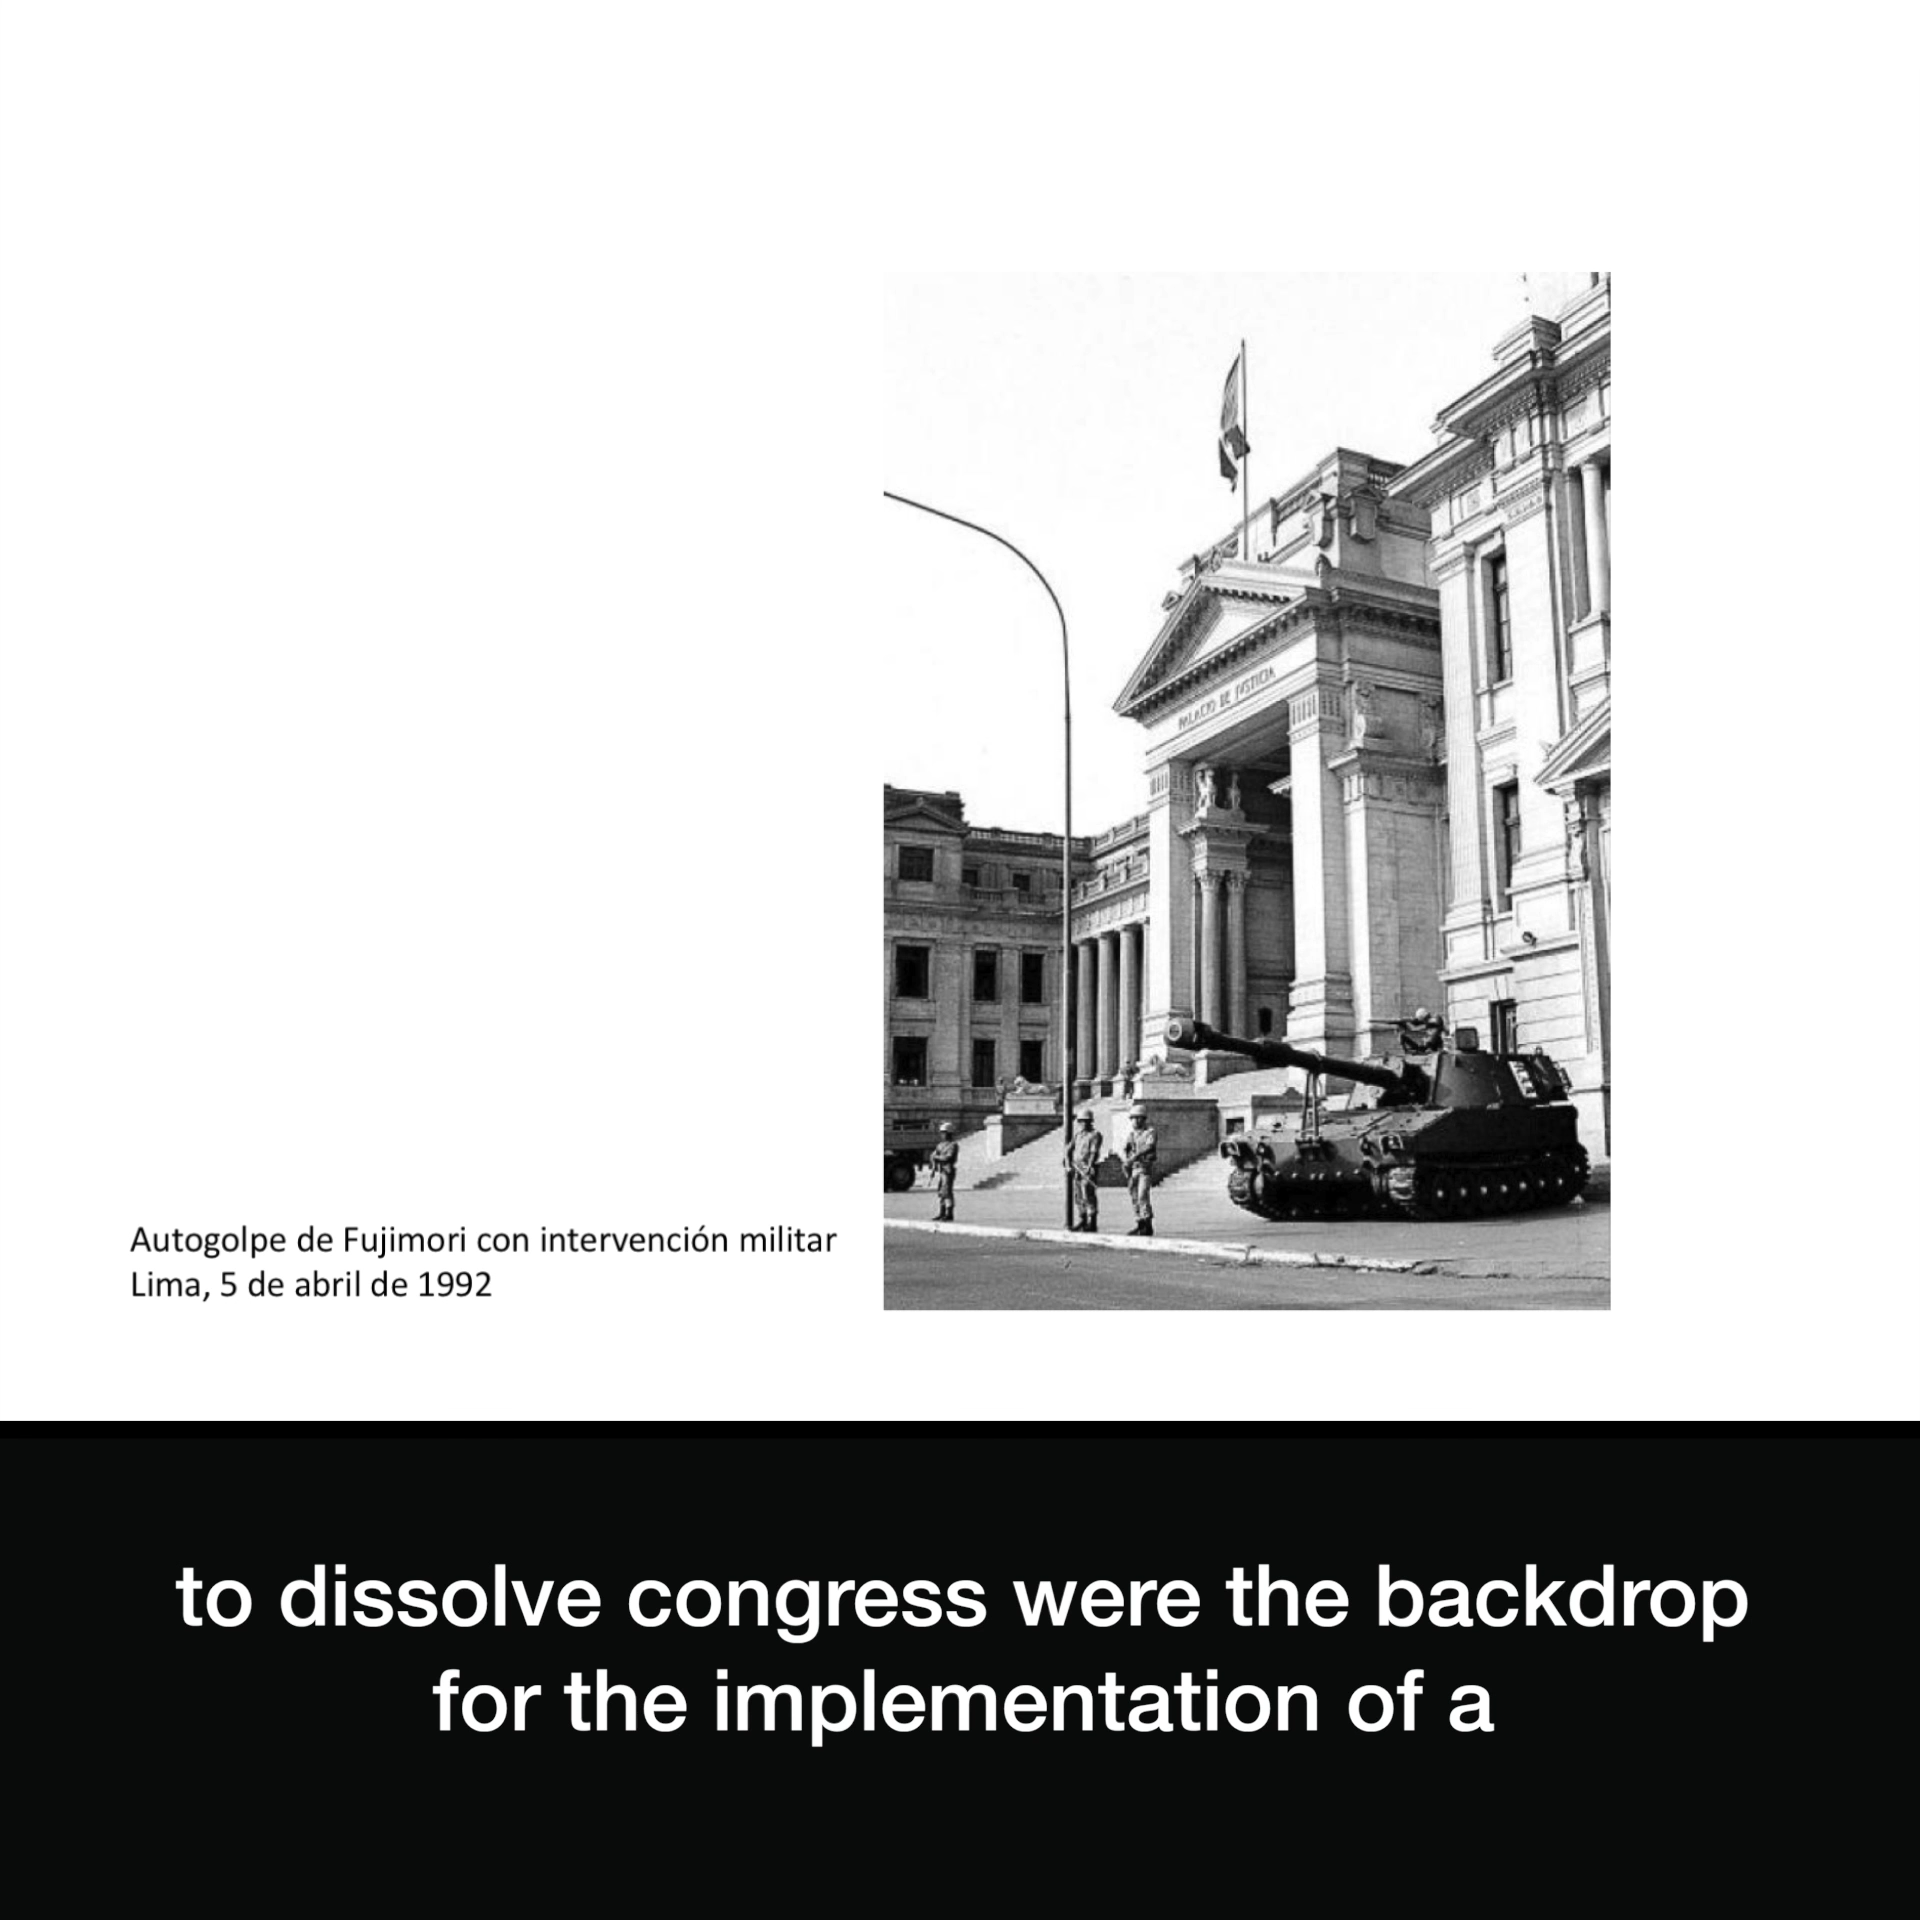 PALACIO DE JVSTICIA
Autogolpe de Fujimori con intervención militar
Lima, 5 de abril de 1992
to dissolve congress were the backdrop
for the implementation of a